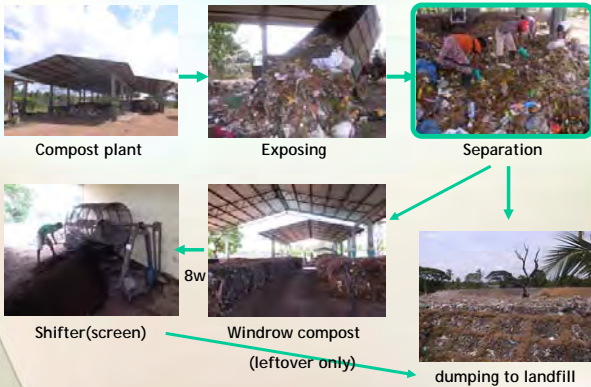 Compost plant
Exposing
Separation
8w
Shifter(screen)
Windrow compost
(leftover only)
dumping to landfill